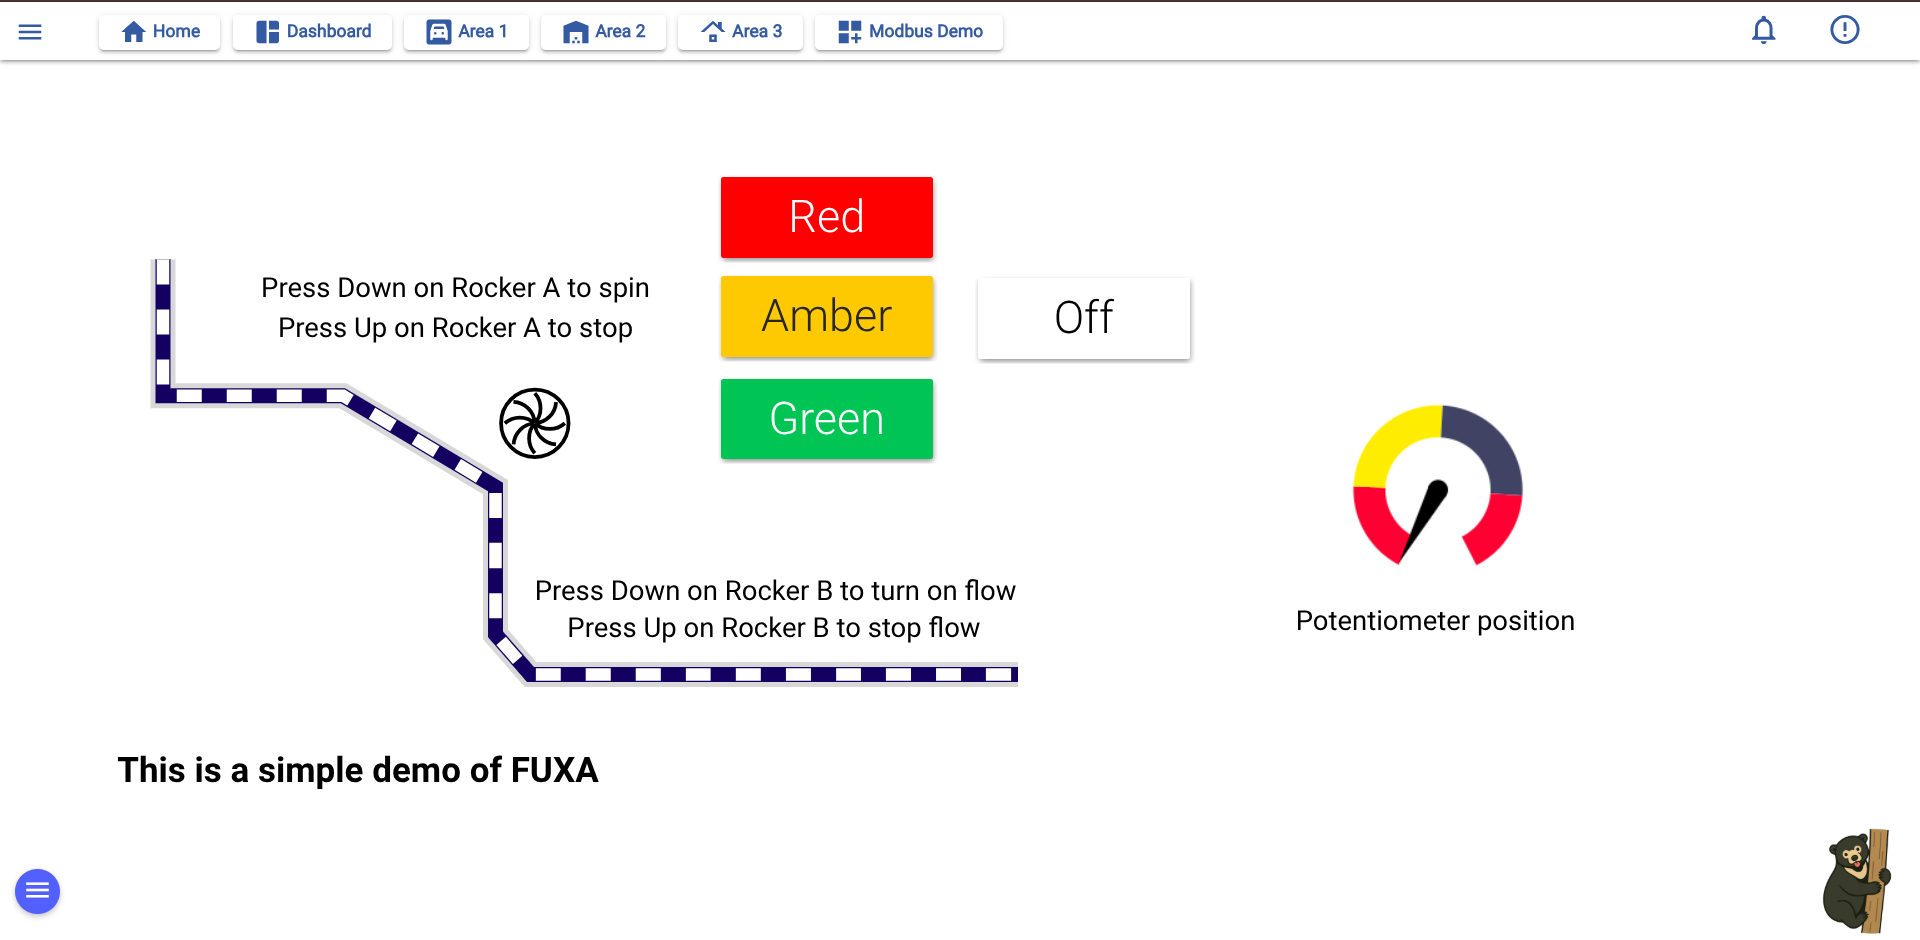 Home
Dashboard
Area 1
Area 2
Area 3
Modbus Demo
Red
Press Down on Rocker A to spin
Press Up on Rocker A to stop
Amber
Off
Green
Press Down on Rocker B to turn on flow
Press Up on Rocker B to stop flow
Potentiometer position
This is a simple demo of FUXA